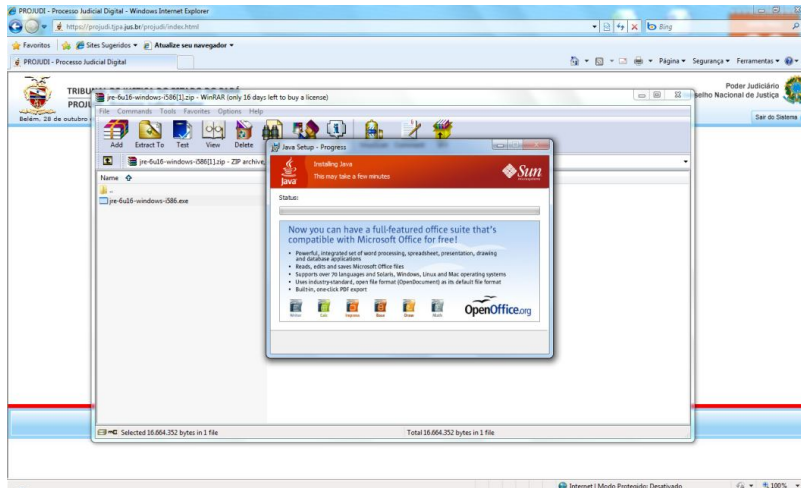 PROJUDI - Processo Judicial Digital - Windows Internet Explorer
https://projudi.tjpa.jus.br/projudi/index.html
Bing
Favoritos
Sites Sugeridos
Atualize seu navegador
PROJUDI - Processo Judicial Digital
Página
Segurança
Ferramentas
Poder Judiciário
selho Nacional de Justiça
TRIBU
PROJU
Belém. 28 de outubro
Sair do Sistema
jre-6u16-windows-i586[1].zip - WinRAR (only 16 days left to buy a license)
File Commands Tools Favorites Options Help
Add Extract To Test View Delete
jre-6u16-windows-i586[1].zip - ZIP archive,
Name
..
jre-6u16-windows-i586.exe
Java Setup - Progress
Java
Installing Java
This may take a few minutes
Sun
Status:
Now you can have a full-featured office suite that's
compatible with Microsoft Office for free!
• Powerful, integrated set of word processing, spreadsheet, presentation, drawing
and database applications
• Reads, edits and saves Microsoft Office files
• Supports over 70 languages and Solaris, Windows, Linux and Mac operating systems
• Uses industry-standard, open file format (OpenDocument) as its default file format
• Built-in, one-click PDF export
Writer Calc Impress Base Draw Math
OpenOffice.org
Selected 16.664.352 bytes in 1 file
Total 16.664.352 bytes in 1 file
Internet | Modo Protegido: Desativado
100%